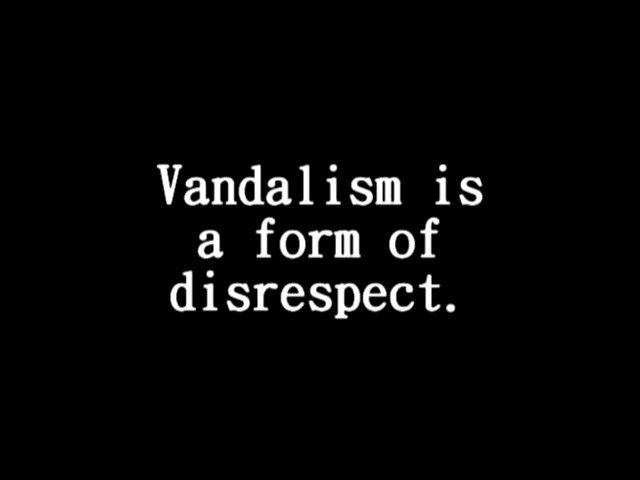 Vandalism is
a form of
disrespect.